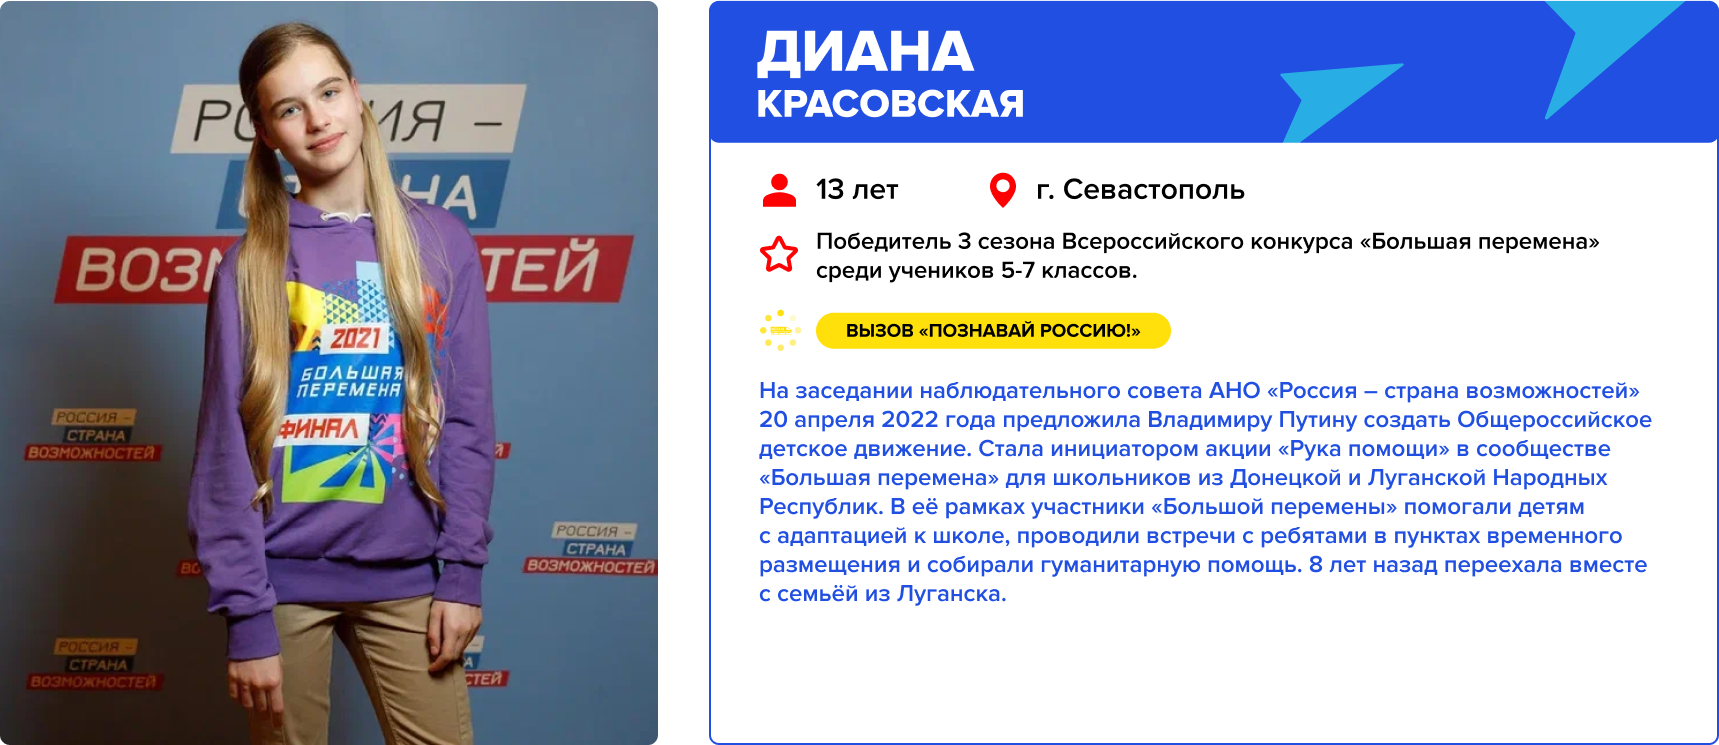 РОССИЯ –
СТРАНА
ВОЗМ ТЕЙ
2021
БОЛЬШАЯ
ПЕРЕМЕНА
ФИНАЛ
РОССИЯ –
СТРАНА
ВОЗМОЖНОСТЕЙ
РОССИЯ –
СТРАНА
ВОЗМОЖНОСТЕЙ
РОССИЯ –
СТРАНА
ВОЗМОЖНОСТЕЙ
ДИАНА
КРАСОВСКАЯ
13 лет
г. Севастополь
Победитель 3 сезона Всероссийского конкурса «Большая перемена»
среди учеников 5-7 классов.
ВЫЗОВ «ПОЗНАВАЙ РОССИЮ!»
На заседании наблюдательного совета АНО «Россия – страна возможностей»
20 апреля 2022 года предложила Владимиру Путину создать Общероссийское
детское движение. Стала инициатором акции «Рука помощи» в сообществе
«Большая перемена» для школьников из Донецкой и Луганской Народных
Республик. В её рамках участники «Большой перемены» помогали детям
с адаптацией к школе, проводили встречи с ребятами в пунктах временного
размещения и собирали гуманитарную помощь. 8 лет назад переехала вместе
с семьёй из Луганска.